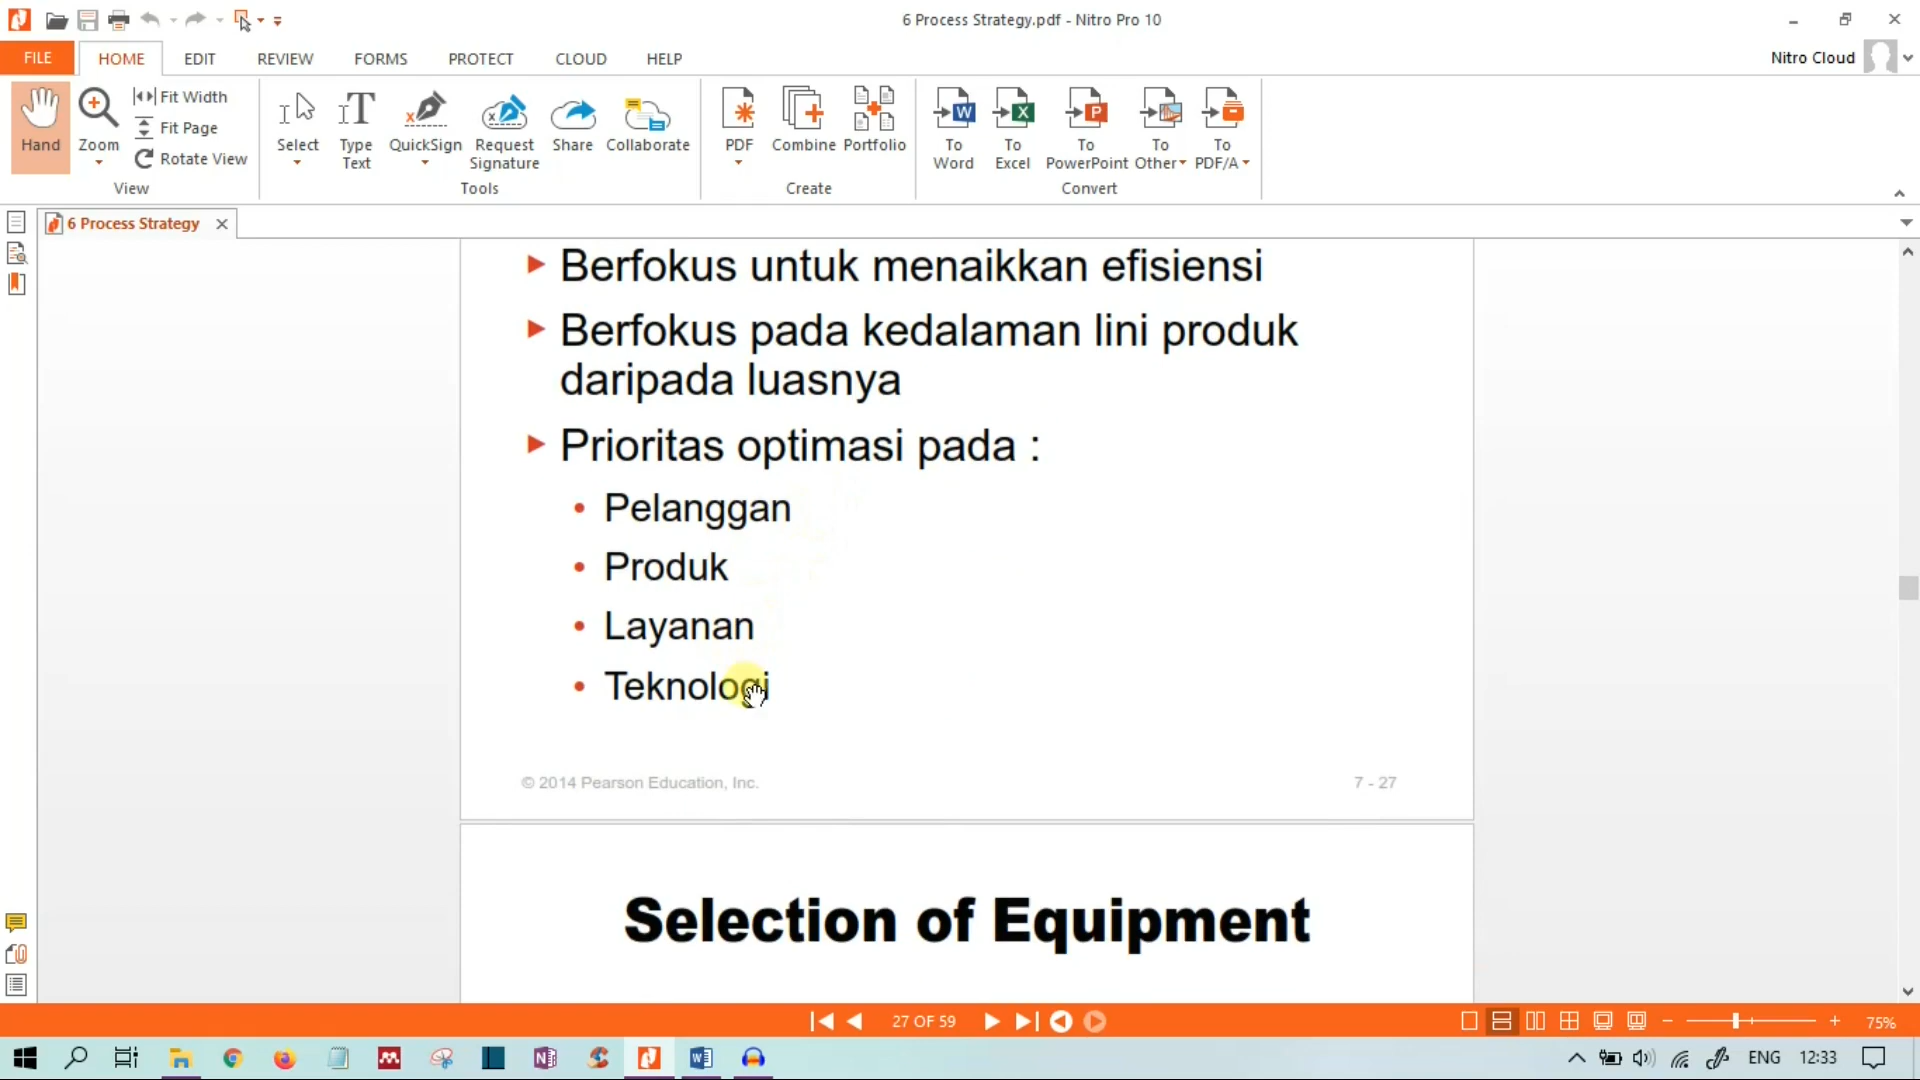 6 Process Strategy.pdf - Nitro Pro 10
FILE
HOME
EDIT
REVIEW
FORMS
PROTECT
CLOUD
HELP
Nitro Cloud
Hand
Zoom
Fit Width
Fit Page
Rotate View
View
Select
Type
Text
QuickSign
Request
Signature
Share
Collaborate
Tools
PDF
Combine
Portfolio
Create
To
Word
To
Excel
To
PowerPoint
To
Other
To
PDF/A
Convert
6 Process Strategy
Berfokus untuk menaikkan efisiensi
Berfokus pada kedalaman lini produk
daripada luasnya
Prioritas optimasi pada :
• Pelanggan
• Produk
• Layanan
• Teknologi
© 2014 Pearson Education, Inc.
7 - 27
Selection of Equipment
27 OF 59
75%
ENG
12:33